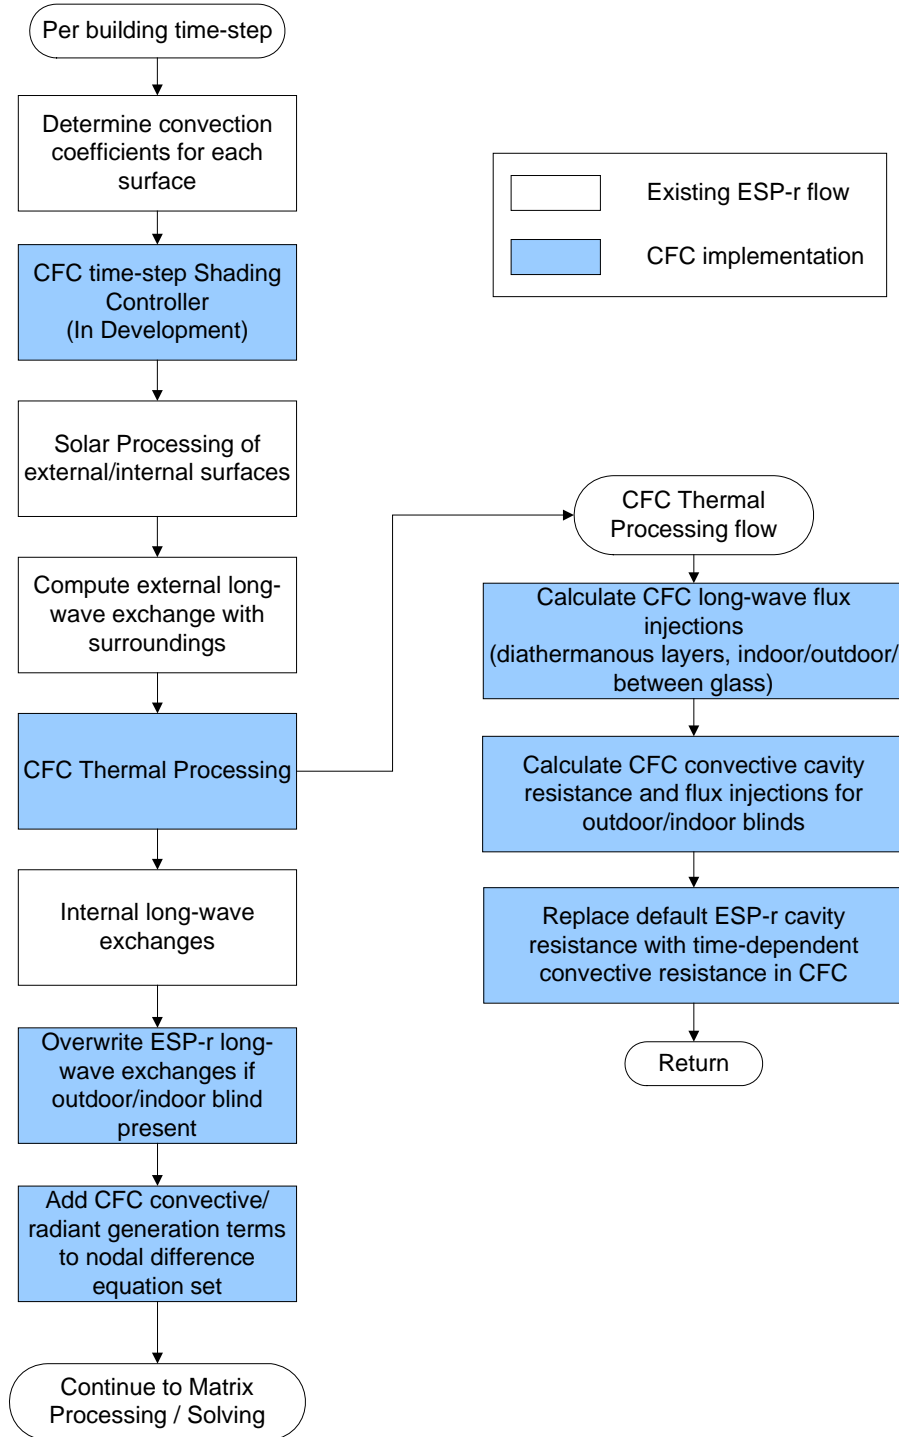 Per building time-step
Determine convection
coefficients for each
surface
CFC time-step Shading
Controller
(In Development)
Solar Processing of
external/internal surfaces
Compute external long-
wave exchange with
surroundings
CFC Thermal Processing
Internal long-wave
exchanges
Overwrite ESP-r long-
wave exchanges if
outdoor/indoor blind
present
Add CFC convective/
radiant generation terms
to nodal difference
equation set
Continue to Matrix
Processing / Solving
Existing ESP-r flow
CFC implementation
CFC Thermal
Processing flow
Calculate CFC long-wave flux
injections
(diathermanous layers, indoor/outdoor/
between glass)
Calculate CFC convective cavity
resistance and flux injections for
outdoor/indoor blinds
Replace default ESP-r cavity
resistance with time-dependent
convective resistance in CFC
Return